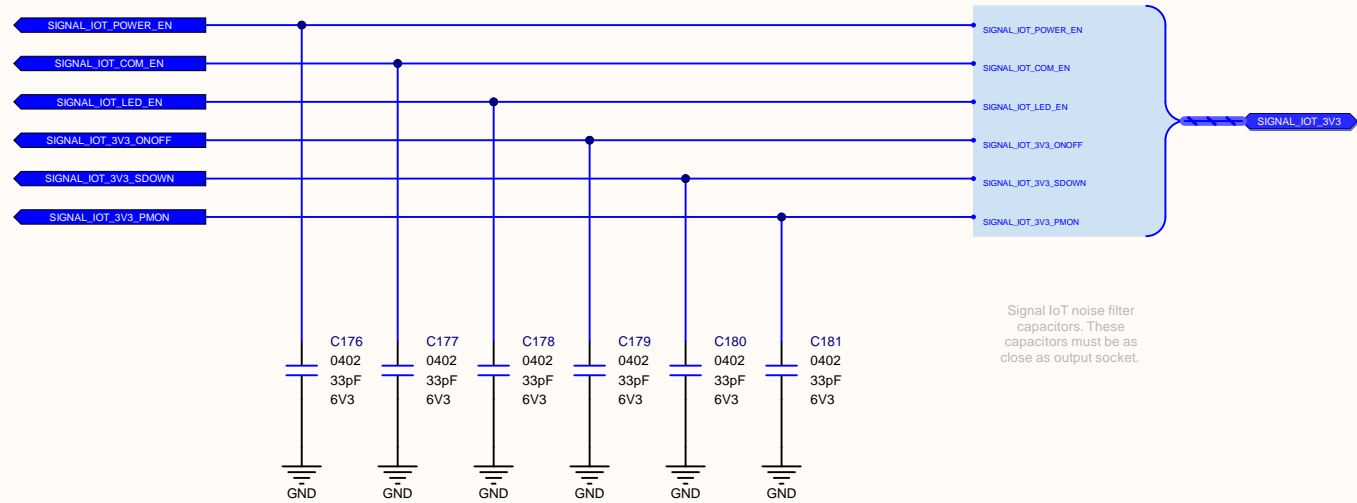 SIGNAL_IOT_POWER_EN
SIGNAL_IOT_COM_EN
SIGNAL_IOT_LED_EN
SIGNAL_IOT_3V3_ONOFF
SIGNAL_IOT_3V3_SDOWN
SIGNAL_IOT_3V3_PMON
SIGNAL_IOT_POWER_EN
SIGNAL_IOT_COM_EN
SIGNAL_IOT_LED_EN
SIGNAL_IOT_3V3_ONOFF
SIGNAL_IOT_3V3_SDOWN
SIGNAL_IOT_3V3_PMON
SIGNAL_IOT_3V3
Signal IoT noise filter
capacitors. These
capacitors must be as
close as output socket.
C176
0402
33pF
6V3
C177
0402
33pF
6V3
C178
0402
33pF
6V3
C179
0402
33pF
6V3
C180
0402
33pF
6V3
C181
0402
33pF
6V3
GND
GND
GND
GND
GND
GND